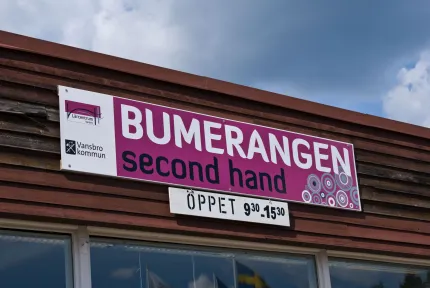 BUMERANGEN
second hand
Vansbro
kommun
ÖPPET 9³⁰-15³⁰